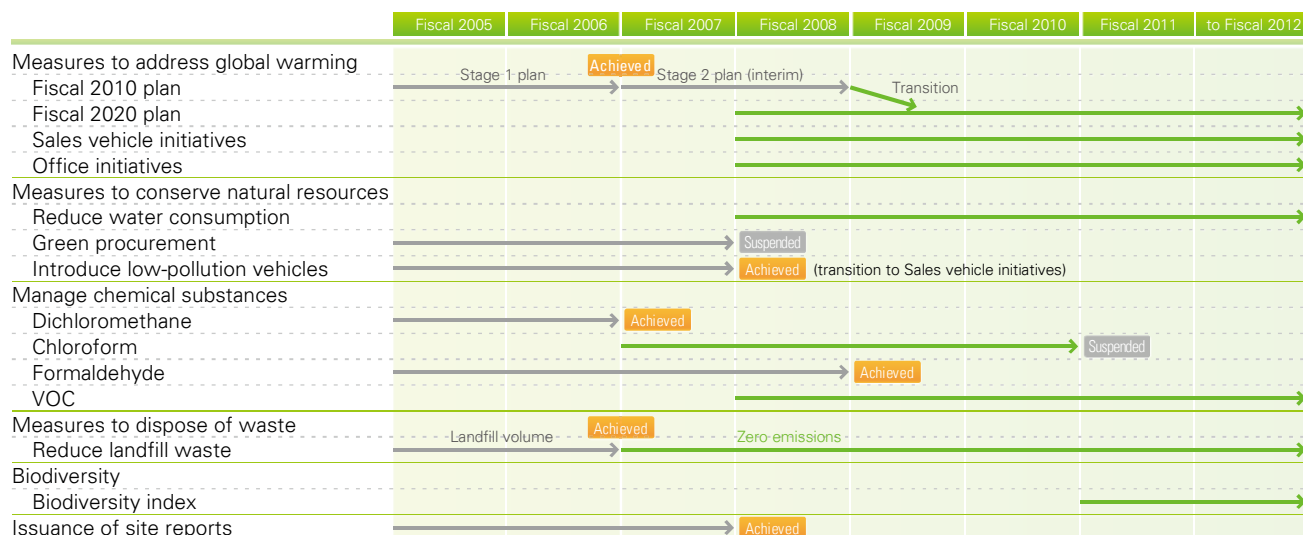 Fiscal 2005 Fiscal 2006 Fiscal 2007 Fiscal 2008 Fiscal 2009 Fiscal 2010 Fiscal 2011 to Fiscal 2012
Measures to address global warming Achieved
Stage 1 plan Stage 2 plan (interim)
Fiscal 2010 plan Transition
Fiscal 2020 plan
Sales vehicle initiatives
Office initiatives
Measures to conserve natural resources
Reduce water consumption
Green procurement Suspended
Introduce low-pollution vehicles Achieved (transition to Sales vehicle initiatives)
Manage chemical substances
Dichloromethane Achieved
Chloroform Suspended
Formaldehyde Achieved
VOC
Measures to dispose of waste Achieved
Landfill volume Zero emissions
Reduce landfill waste
Biodiversity
Biodiversity index
Issuance of site reports Achieved